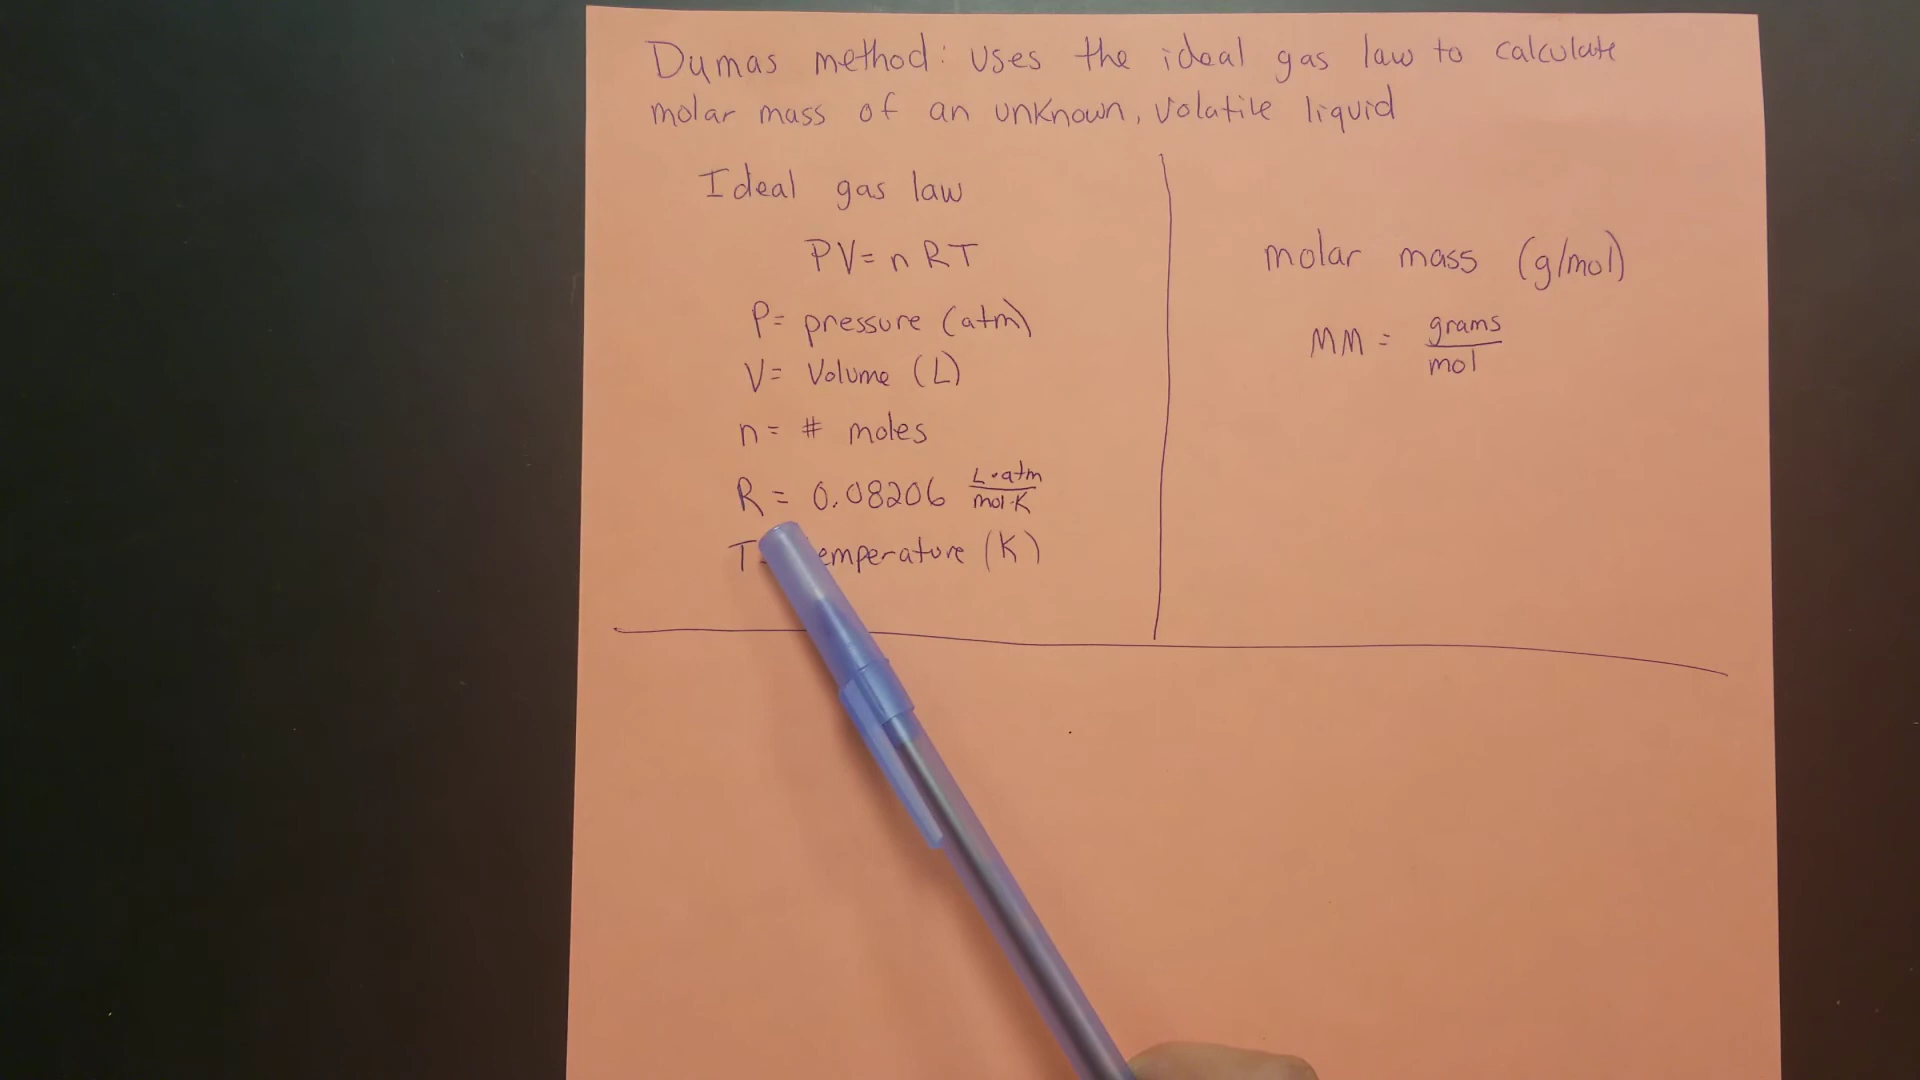 Dumas method: uses the ideal gas law to calculate
molar mass of an unknown, volatile liquid
Ideal gas law
PV = nRT
P = pressure (atm)
V = Volume (L)
n = # moles
R = 0.08206 L·atm/mol·K
T= emperature (K)
molar mass (g/mol)
MM = grams/mol